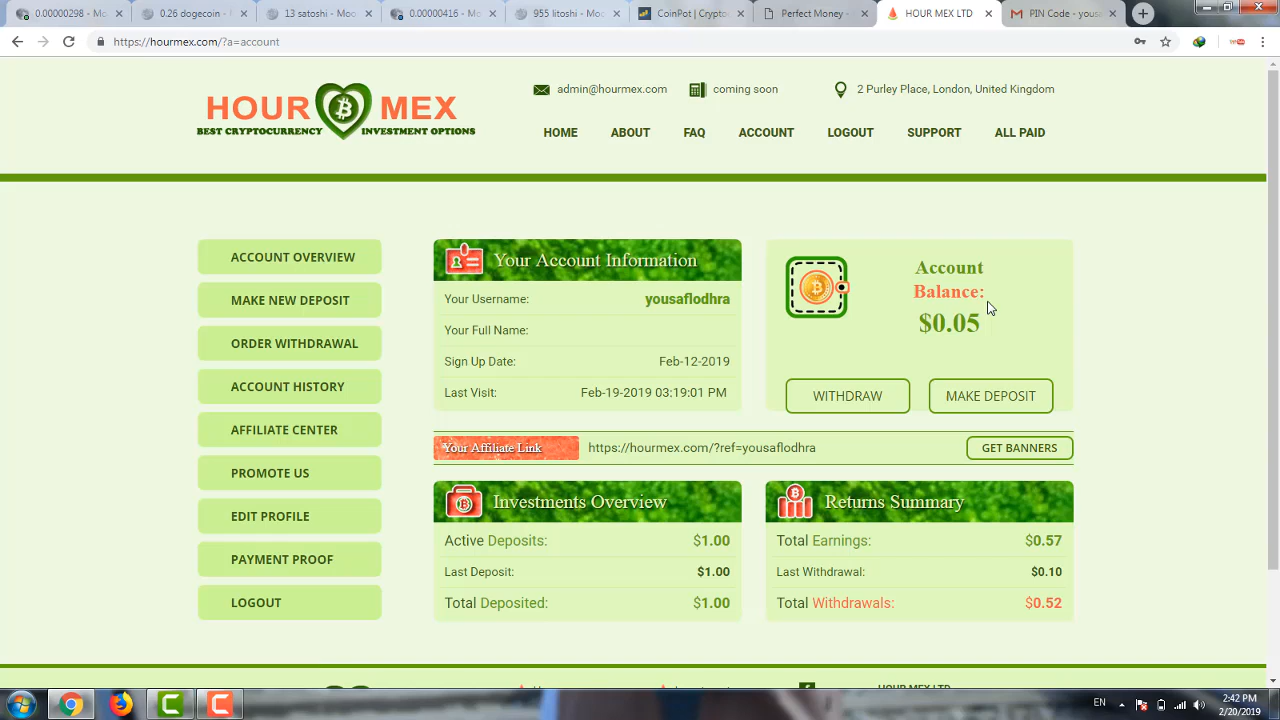 0.00000298 - Mo
0.26 dogecoin - I
13 satoshi - Mo
0.00000416 - Mo
955 litoshi - Mo
CoinPot | Crypto
Perfect Money -
HOUR MEX LTD
PIN Code - yousa
https://hourmex.com/?a=account
HOUR MEX
BEST CRYPTOCURRENCY INVESTMENT OPTIONS
admin@hourmex.com
coming soon
2 Purley Place, London, United Kingdom
HOME ABOUT FAQ ACCOUNT LOGOUT SUPPORT ALL PAID
ACCOUNT OVERVIEW
MAKE NEW DEPOSIT
ORDER WITHDRAWAL
ACCOUNT HISTORY
AFFILIATE CENTER
PROMOTE US
EDIT PROFILE
PAYMENT PROOF
LOGOUT
Your Account Information
Your Username: yousaflodhra
Your Full Name:
Sign Up Date: Feb-12-2019
Last Visit: Feb-19-2019 03:19:01 PM
Account
Balance:
$0.05
WITHDRAW
MAKE DEPOSIT
Your Affiliate Link https://hourmex.com/?ref=yousaflodhra GET BANNERS
Investments Overview
Active Deposits: $1.00
Last Deposit: $1.00
Total Deposited: $1.00
Returns Summary
Total Earnings: $0.57
Last Withdrawal: $0.10
Total Withdrawals: $0.52
HOUR MEX LTD
EN
2:42 PM
2/20/2019